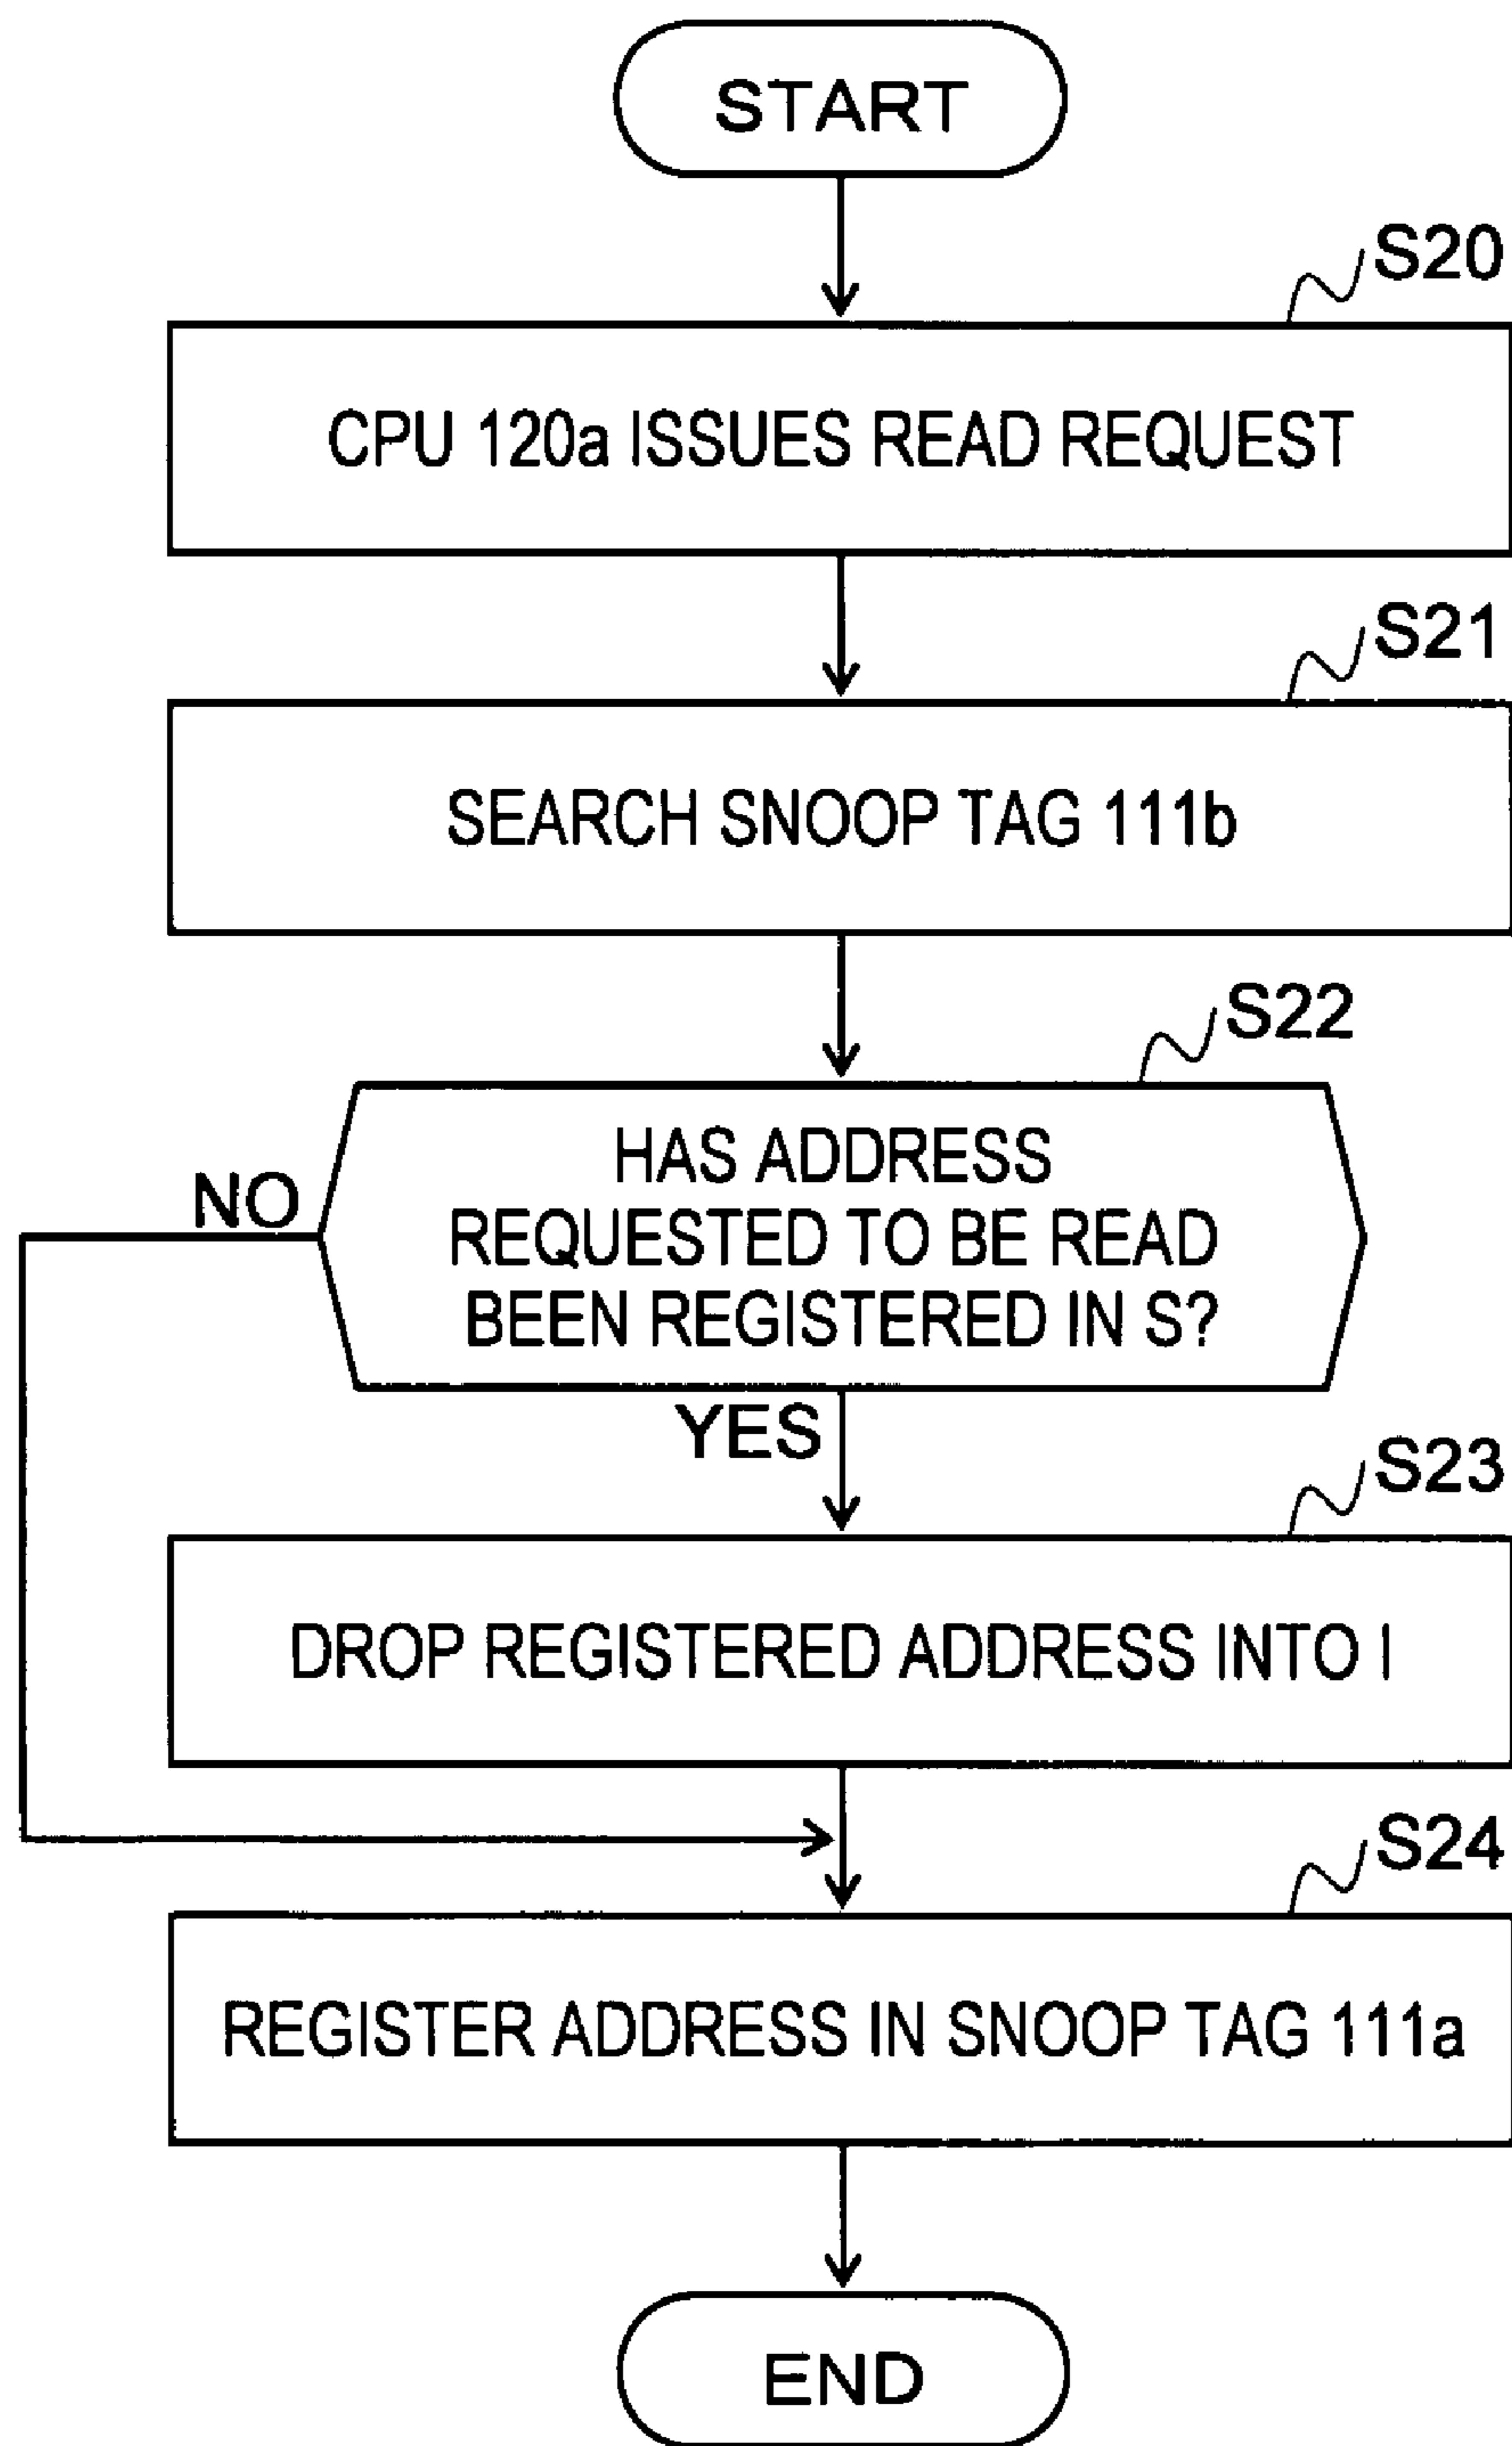 START
S20
CPU 120a ISSUES READ REQUEST
S21
SEARCH SNOOP TAG 111b
S22
HAS ADDRESS
REQUESTED TO BE READ
BEEN REGISTERED IN S?
NO
YES
S23
DROP REGISTERED ADDRESS INTO I
S24
REGISTER ADDRESS IN SNOOP TAG 111a
END